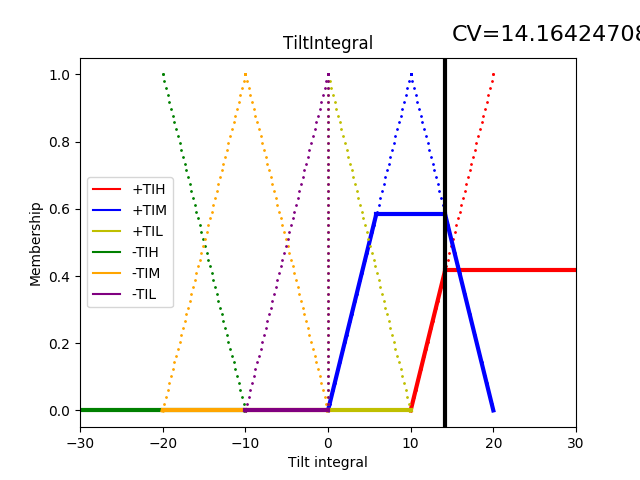 CV=14.16424708
TiltIntegral
1.0
0.8
0.6
0.4
0.2
0.0
Membership
+TIH
+TIM
+TIL
-TIH
-TIM
-TIL
−30 −20 −10 0 10 20 30
Tilt integral